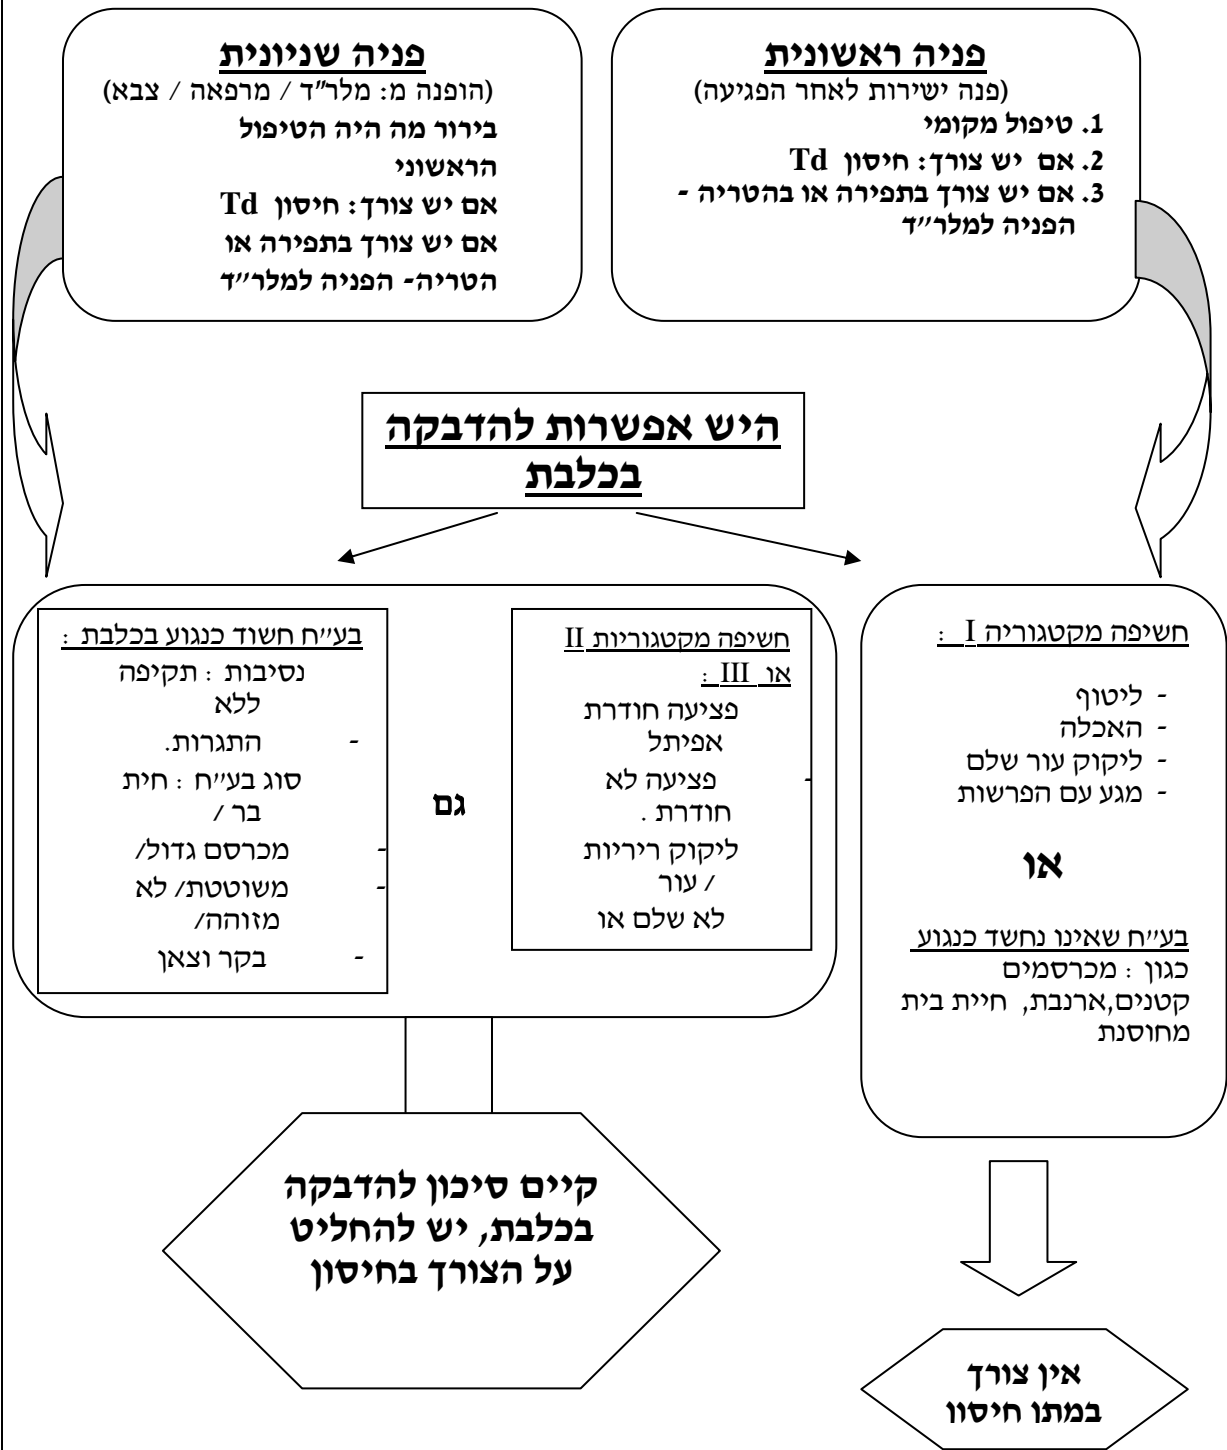 פניה ראשונית
(פנה ישירות לאחר הפגיעה)
1. טיפול מקומי
2. אם יש צורך: חיסון Td
3. אם יש צורך בתפירה או בהטריה -
הפניה למלר״ד
פניה שניונית
(הופנה מ: מלר״ד / מרפאה / צבא)
בירור מה היה הטיפול
הראשוני
אם יש צורך: חיסון Td
אם יש צורך בתפירה או
הטריה- הפניה למלר״ד
היש אפשרות להדבקה
בכלבת
חשיפה מקטגוריה I :
- ליטוף
- האכלה
- ליקוק עור שלם
- מגע עם הפרשות
או
בע״ח שאינו נחשד כנגוע
כגון : מכרסמים
קטנים,ארנבת, חיית בית
מחוסנת
חשיפה מקטגוריות II
או III :
פציעה חודרת
אפיתל
- פציעה לא
חודרת .
ליקוק ריריות
/ עור
לא שלם או
גם
בע״ח חשוד כנגוע בכלבת :
נסיבות : תקיפה
ללא
- התגרות.
סוג בע״ח : חית
בר /
- מכרסם גדול/
- משוטטת/ לא
מזוהה/
- בקר וצאן
קיים סיכון להדבקה
בכלבת, יש להחליט
על הצורך בחיסון
אין צורך
במתן חיסון